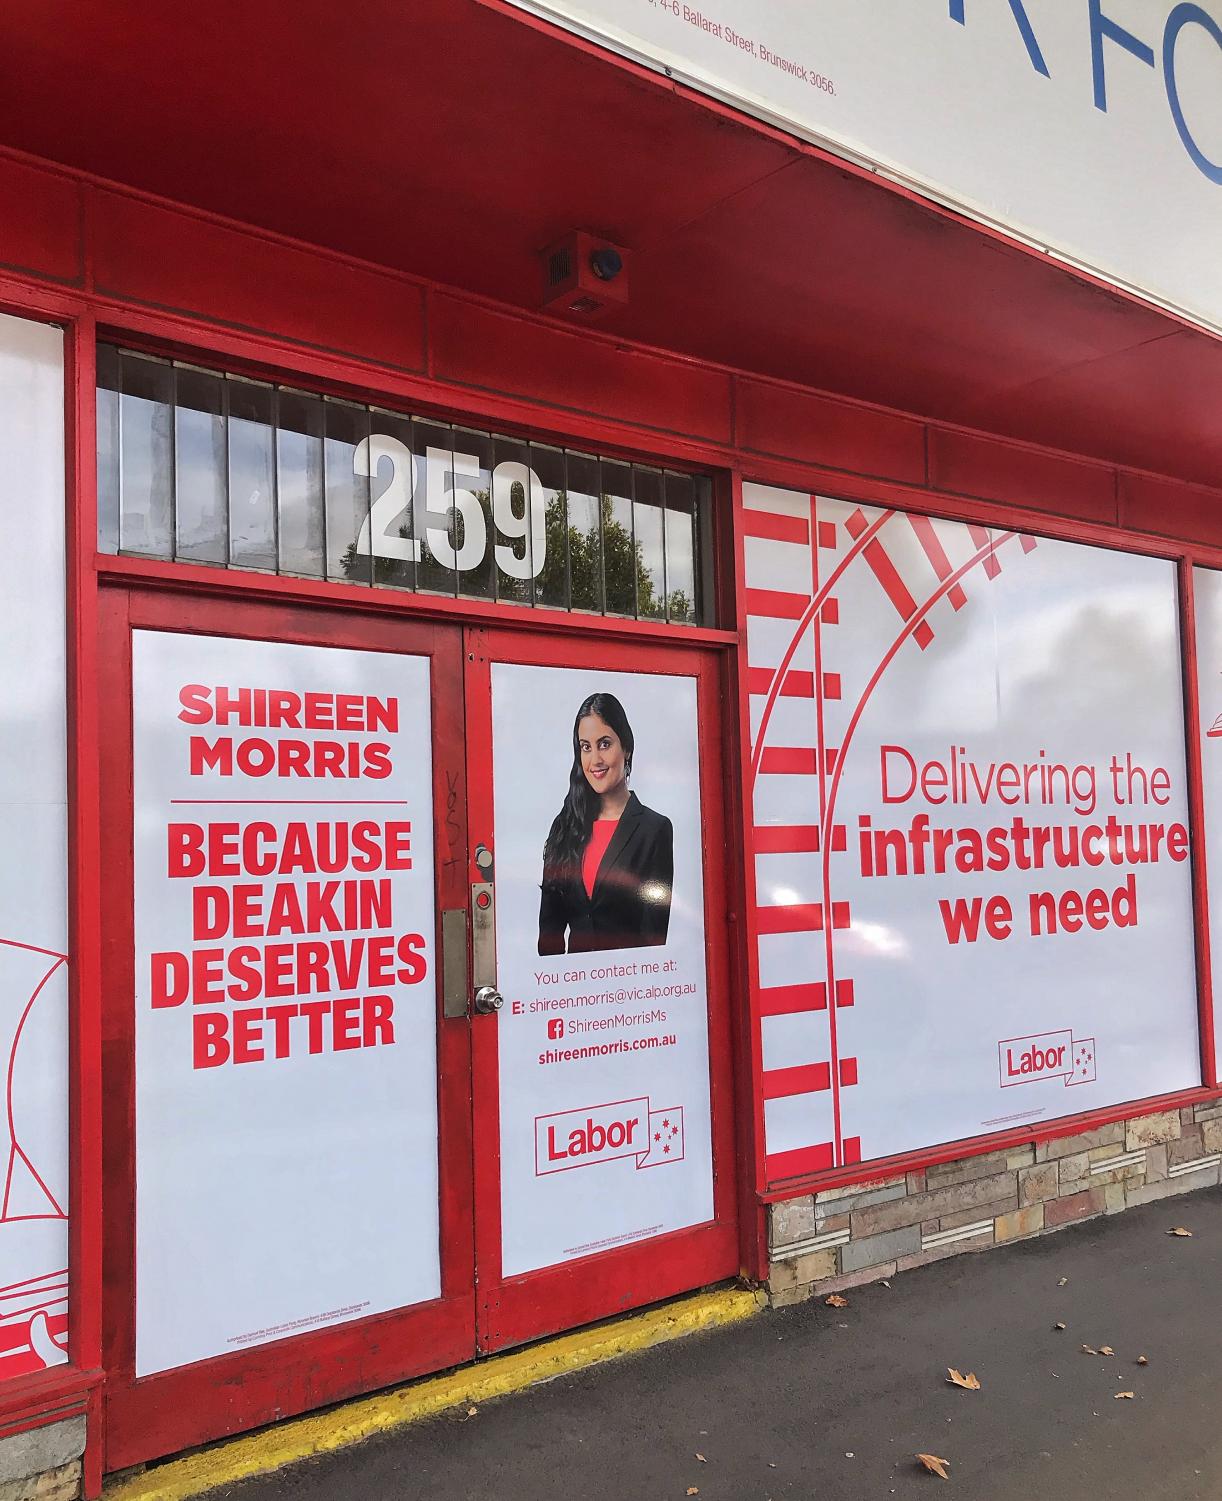 4-6 Ballarat Street, Brunswick 3056.
259
SHIREEN
MORRIS
BECAUSE
DEAKIN
DESERVES
BETTER
You can contact me at:
E: shireen.morris@vic.alp.org.au
ShireenMorrisMs
shireenmorris.com.au
Labor
Delivering the
infrastructure
we need
Labor